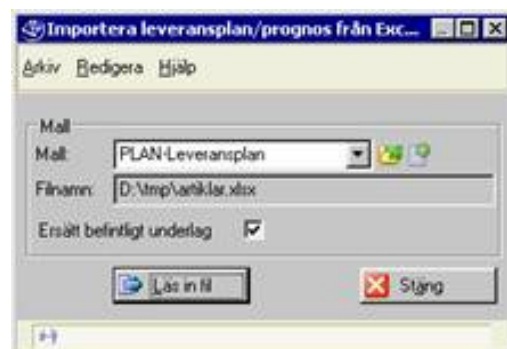 Importera leveransplan/prognos från Exc...
Arkiv Redigera Hjälp
Mall
Mall: PLAN-Leveransplan
Filnamn: D:\tmp\artiklar.xlsx
Ersätt befintligt underlag
Läs in fil Stäng